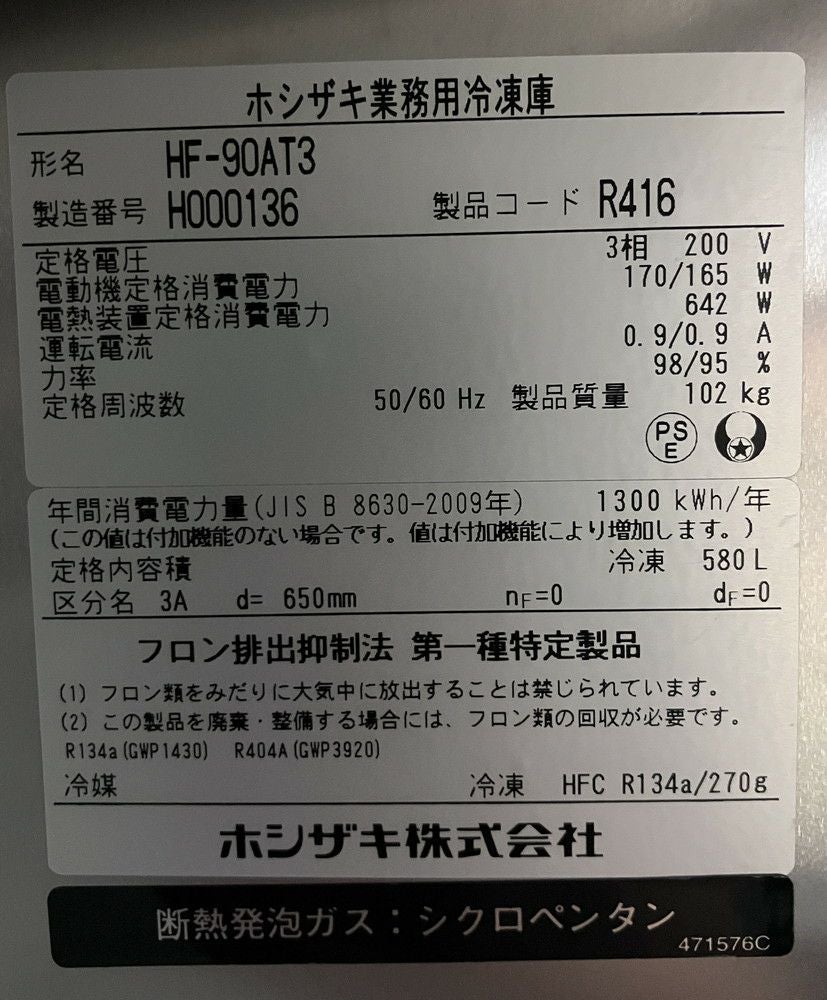 ホシザキ業務用冷凍庫
形名 HF-90AT3
製造番号 H000136 製品コード R416
定格電圧 3相 200 V
電動機定格消費電力 170/165 W
電熱装置定格消費電力 642 W
運転電流 0.9/0.9 A
力率 98/95 %
定格周波数 50/60 Hz 製品質量 102 kg
PS
E
年間消費電力量(JIS B 8630-2009年) 1300 kWh/年
(この値は付加機能のない場合です。値は付加機能により増加します。)
定格内容積 冷凍 580 L
区分名 3A d= 650mm nF=0 dF=0
フロン排出抑制法 第一種特定製品
(1) フロン類をみだりに大気中に放出することは禁じられています。
(2) この製品を廃棄・整備する場合には、フロン類の回収が必要です。
R134a(GWP1430) R404A(GWP3920)
冷媒 冷凍 HFC R134a/270g
ホシザキ株式会社
断熱発泡ガス：シクロペンタン
471576C